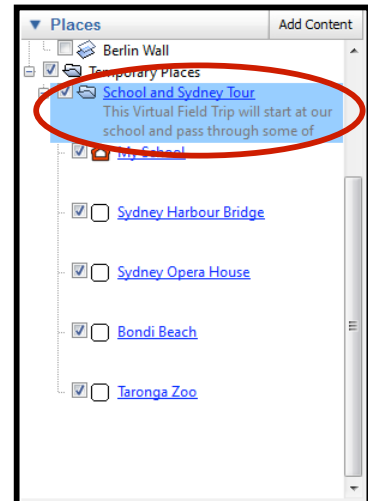 Places Add Content
Berlin Wall
Temporary Places
School and Sydney Tour
This Virtual Field Trip will start at our
school and pass through some of
My School
Sydney Harbour Bridge
Sydney Opera House
Bondi Beach
Taronga Zoo